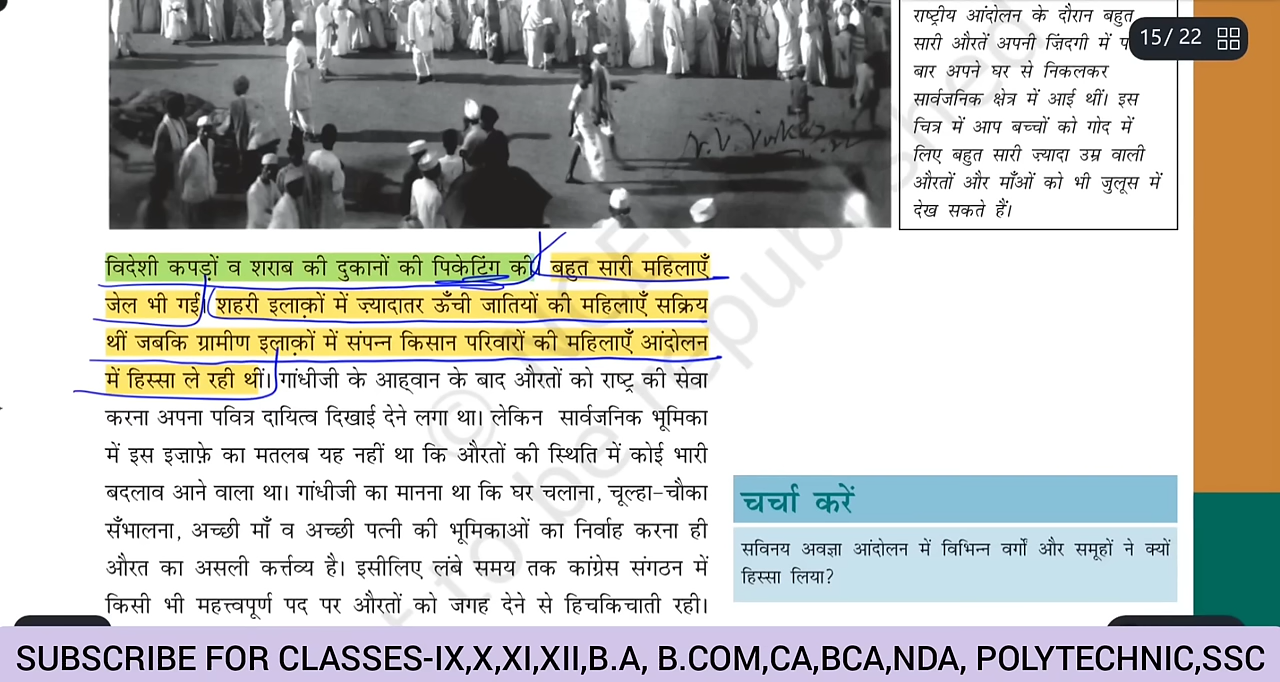 राष्ट्रीय आंदोलन के दौरान बहुत
सारी औरतें अपनी ज़िंदगी में
बार अपने घर से निकलकर
सार्वजनिक क्षेत्र में आई थीं। इस
चित्र में आप बच्चों को गोद में
लिए बहुत सारी ज़्यादा उम्र वाली
औरतों और माँओं को भी जुलूस में
देख सकते हैं।
15/ 22
विदेशी कपड़ों व शराब की दुकानों की पिकेटिंग की। बहुत सारी महिलाएँ
जेल भी गईं। शहरी इलाक़ों में ज़्यादातर ऊँची जातियों की महिलाएँ सक्रिय
थीं जबकि ग्रामीण इलाक़ों में संपन्न किसान परिवारों की महिलाएँ आंदोलन
में हिस्सा ले रही थीं। गांधीजी के आह्वान के बाद औरतों को राष्ट्र की सेवा
करना अपना पवित्र दायित्व दिखाई देने लगा था। लेकिन सार्वजनिक भूमिका
में इस इज़ाफ़े का मतलब यह नहीं था कि औरतों की स्थिति में कोई भारी
बदलाव आने वाला था। गांधीजी का मानना था कि घर चलाना, चूल्हा-चौका
सँभालना, अच्छी माँ व अच्छी पत्नी की भूमिकाओं का निर्वाह करना ही
औरत का असली कर्त्तव्य है। इसीलिए लंबे समय तक कांग्रेस संगठन में
किसी भी महत्त्वपूर्ण पद पर औरतों को जगह देने से हिचकिचाती रही।
चर्चा करें
सविनय अवज्ञा आंदोलन में विभिन्न वर्गों और समूहों ने क्यों
हिस्सा लिया?
SUBSCRIBE FOR CLASSES-IX,X,XI,XII,B.A, B.COM,CA,BCA,NDA, POLYTECHNIC,SSC